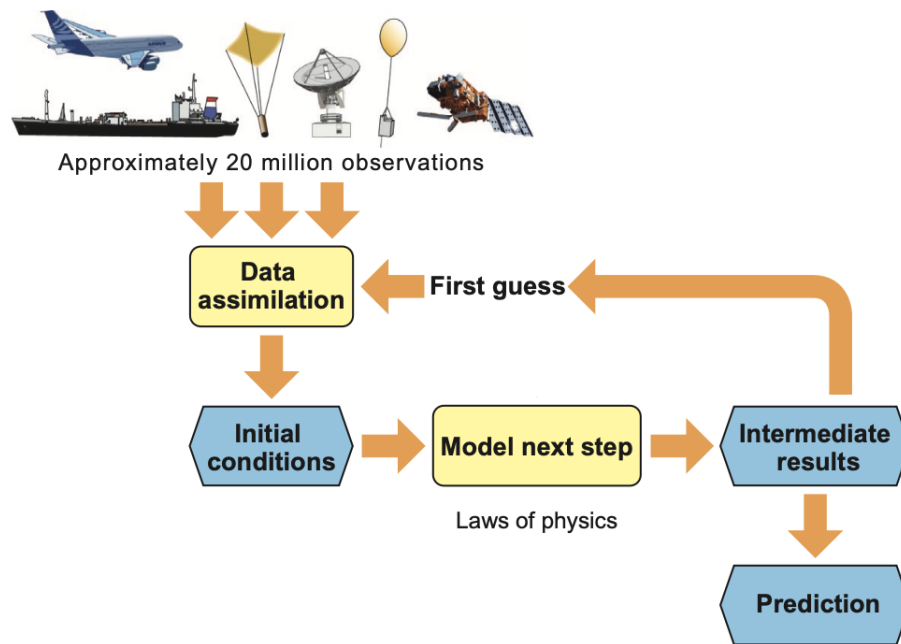 Approximately 20 million observations
Data
assimilation
First guess
Initial
conditions
Model next step
Intermediate
results
Laws of physics
Prediction